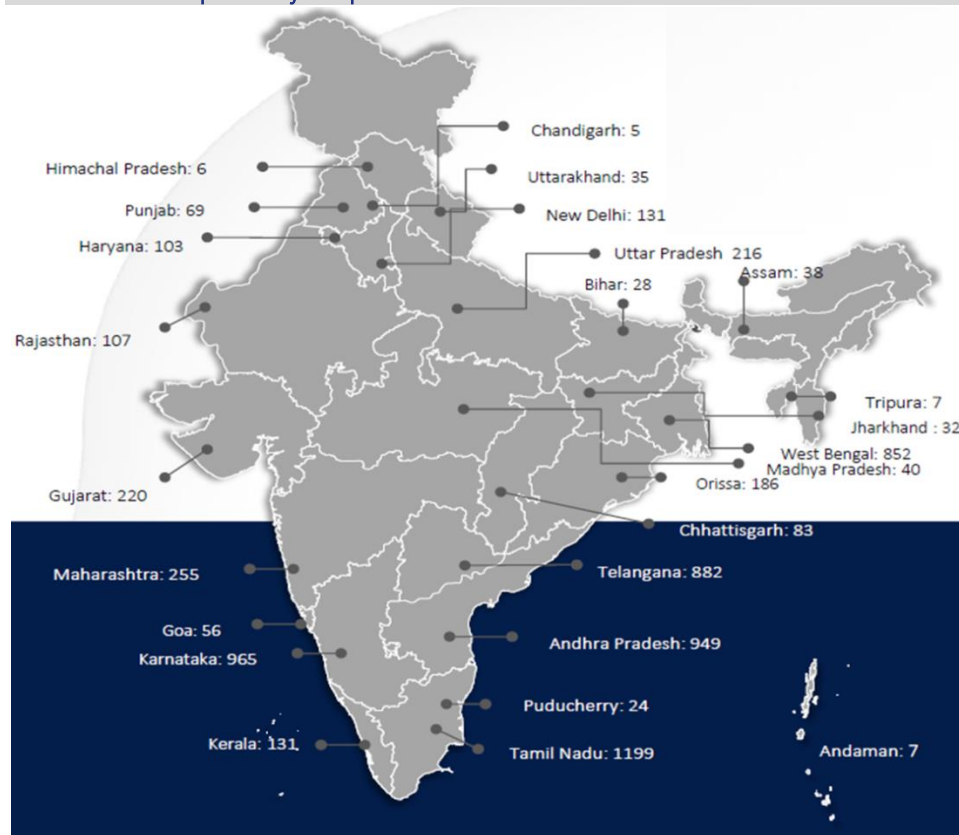 Chandigarh: 5
Himachal Pradesh: 6
Uttarakhand: 35
Punjab: 69
New Delhi: 131
Haryana: 103
Uttar Pradesh 216
Assam: 38
Bihar: 28
Rajasthan: 107
Tripura: 7
Jharkhand : 32
West Bengal: 852
Madhya Pradesh: 40
Orissa: 186
Gujarat: 220
Chhattisgarh: 83
Maharashtra: 255
Telangana: 882
Goa: 56
Andhra Pradesh: 949
Karnataka: 965
Puducherry: 24
Kerala: 131
Tamil Nadu: 1199
Andaman: 7